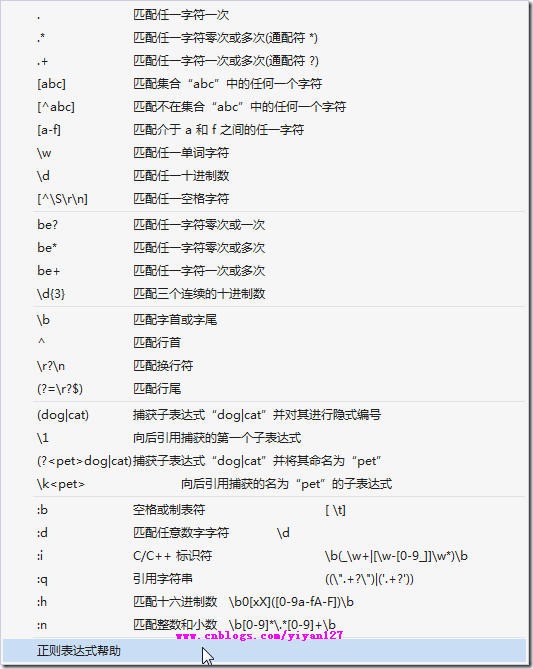 . 匹配任一字符一次
.* 匹配任一字符零次或多次(通配符 *)
.+ 匹配任一字符一次或多次(通配符 ?)
[abc] 匹配集合“abc”中的任何一个字符
[^abc] 匹配不在集合“abc”中的任何一个字符
[a-f] 匹配介于 a 和 f 之间的任一字符
\w 匹配任一单词字符
\d 匹配任一十进制数
[^\S\r\n] 匹配任一空格字符
be? 匹配任一字符零次或一次
be* 匹配任一字符零次或多次
be+ 匹配任一字符一次或多次
\d{3} 匹配三个连续的十进制数
\b 匹配字首或字尾
^ 匹配行首
\r?\n 匹配换行符
(?=\r?$) 匹配行尾
(dog|cat) 捕获子表达式“dog|cat”并对其进行隐式编号
\1 向后引用捕获的第一个子表达式
(?<pet>dog|cat) 捕获子表达式“dog|cat”并将其命名为“pet”
\k<pet> 向后引用捕获的名为“pet”的子表达式
:b 空格或制表符 [ \t]
:d 匹配任意数字字符 \d
:i C/C++ 标识符 \b(_\w+|[\w-[0-9_]]\w*)\b
:q 引用字符串 ((\".+?\")|('.+?'))
:h 匹配十六进制数 \b0[xX]([0-9a-fA-F])\b
:n 匹配整数和小数 \b[0-9]*\.*[0-9]+\b
www.cnblogs.com/yiyan127
正则表达式帮助